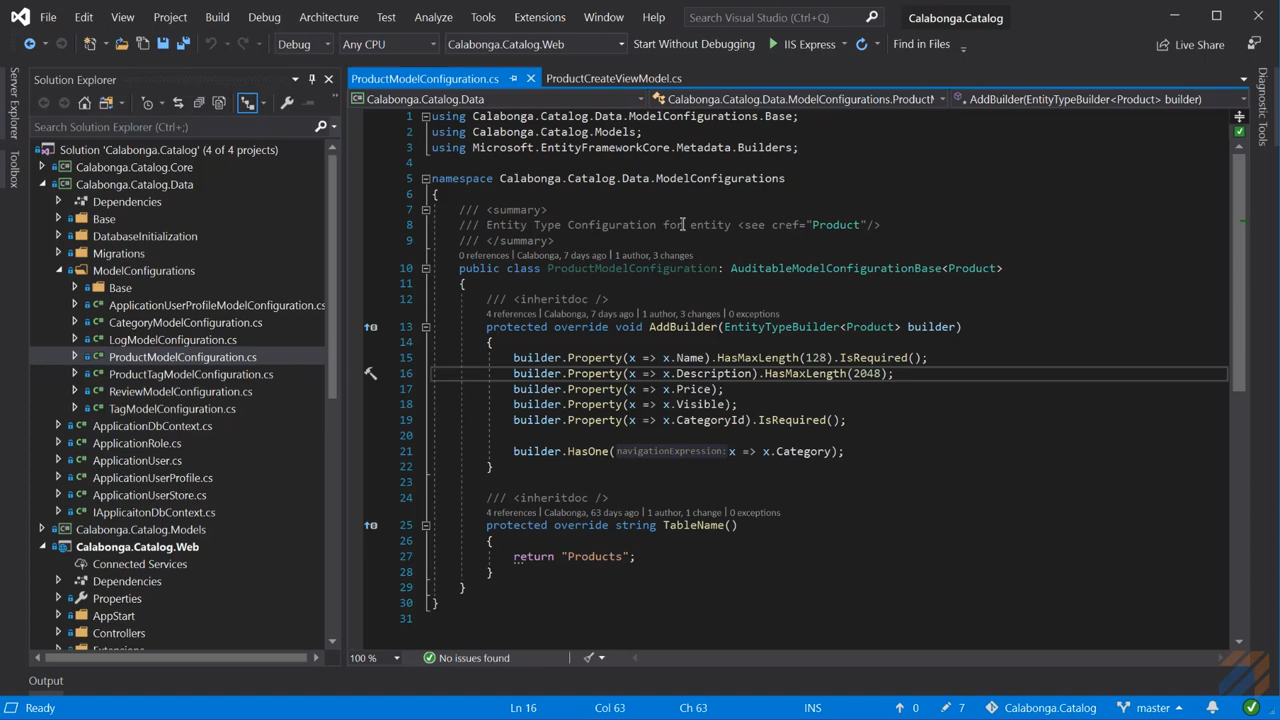 File Edit View Project Build Debug Architecture Test Analyze Tools Extensions Window Help Search Visual Studio (Ctrl+Q) Calabonga.Catalog
Debug Any CPU Calabonga.Catalog.Web Start Without Debugging IIS Express Find in Files Live Share
Server Explorer
Toolbox
Solution Explorer
Search Solution Explorer (Ctrl+;)
Solution 'Calabonga.Catalog' (4 of 4 projects)
Calabonga.Catalog.Core
Calabonga.Catalog.Data
Dependencies
Base
DatabaseInitialization
Migrations
ModelConfigurations
Base
ApplicationUserProfileModelConfiguration.cs
CategoryModelConfiguration.cs
LogModelConfiguration.cs
ProductModelConfiguration.cs
ProductTagModelConfiguration.cs
ReviewModelConfiguration.cs
TagModelConfiguration.cs
ApplicationDbContext.cs
ApplicationRole.cs
ApplicationUser.cs
ApplicationUserProfile.cs
ApplicationUserStore.cs
IApplicaitonDbContext.cs
Calabonga.Catalog.Models
Calabonga.Catalog.Web
Connected Services
Dependencies
Properties
AppStart
Controllers
ProductModelConfiguration.cs ProductCreateViewModel.cs
Calabonga.Catalog.Data Calabonga.Catalog.Data.ModelConfigurations.ProductM AddBuilder(EntityTypeBuilder<Product> builder)
1 using Calabonga.Catalog.Data.ModelConfigurations.Base;
2 using Calabonga.Catalog.Models;
3 using Microsoft.EntityFrameworkCore.Metadata.Builders;
4
5 namespace Calabonga.Catalog.Data.ModelConfigurations
6 {
7 /// <summary>
8 /// Entity Type Configuration for entity <see cref="Product"/>
9 /// </summary>
0 references | Calabonga, 7 days ago | 1 author, 3 changes
10 public class ProductModelConfiguration: AuditableModelConfigurationBase<Product>
11 {
12 /// <inheritdoc />
4 references | Calabonga, 7 days ago | 1 author, 3 changes | 0 exceptions
13 protected override void AddBuilder(EntityTypeBuilder<Product> builder)
14 {
15 builder.Property(x => x.Name).HasMaxLength(128).IsRequired();
16 builder.Property(x => x.Description).HasMaxLength(2048);
17 builder.Property(x => x.Price);
18 builder.Property(x => x.Visible);
19 builder.Property(x => x.CategoryId).IsRequired();
20
21 builder.HasOne(navigationExpression: x => x.Category);
22 }
23
24 /// <inheritdoc />
4 references | Calabonga, 63 days ago | 1 author, 1 change | 0 exceptions
25 protected override string TableName()
26 {
27 return "Products";
28 }
29 }
30 }
31
100 % No issues found
Diagnostic Tools
Output
Ready Ln 16 Col 63 Ch 63 INS 0 7 Calabonga.Catalog master